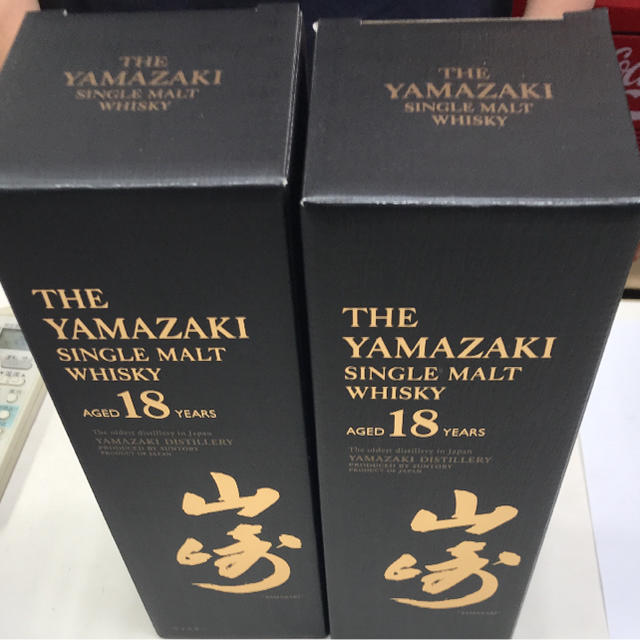 THE
YAMAZAKI
SINGLE MALT
WHISKY
THE
YAMAZAKI
SINGLE MALT
WHISKY
AGED 18 YEARS
The oldest distillery in Japan
YAMAZAKI DISTILLERY
PRODUCED BY SUNTORY
PRODUCT OF JAPAN
山崎
"YAMAZAKI"
THE
YAMAZAKI
SINGLE MALT
WHISKY
THE
YAMAZAKI
SINGLE MALT
WHISKY
AGED 18 YEARS
The oldest distillery in Japan
YAMAZAKI DISTILLERY
PRODUCED BY SUNTORY
PRODUCT OF JAPAN
山崎
"YAMAZAKI"